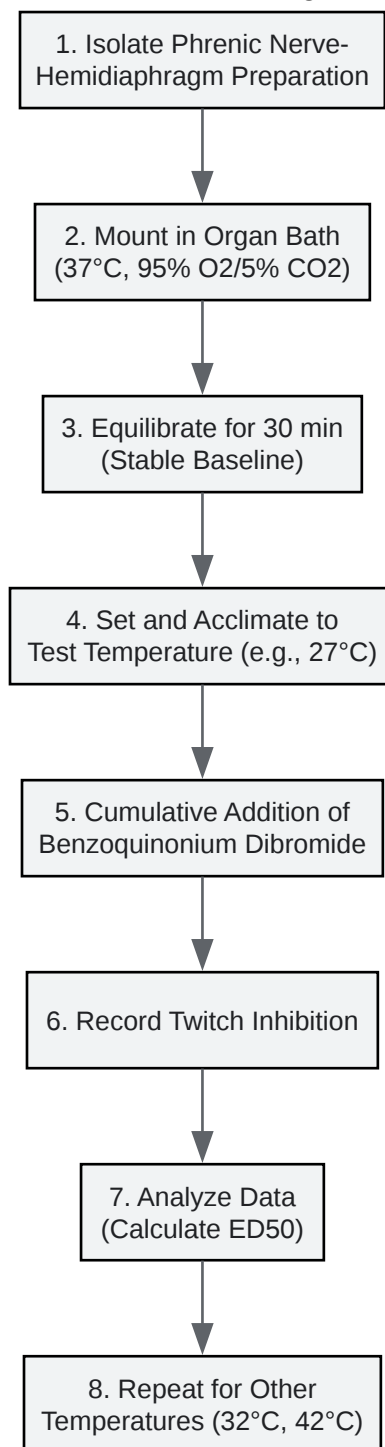 1. Isolate Phrenic Nerve-
Hemidiaphragm Preparation
2. Mount in Organ Bath
(37°C, 95% O2/5% CO2)
3. Equilibrate for 30 min
(Stable Baseline)
4. Set and Acclimate to
Test Temperature (e.g., 27°C)
5. Cumulative Addition of
Benzoquinonium Dibromide
6. Record Twitch Inhibition
7. Analyze Data
(Calculate ED50)
8. Repeat for Other
Temperatures (32°C, 42°C)